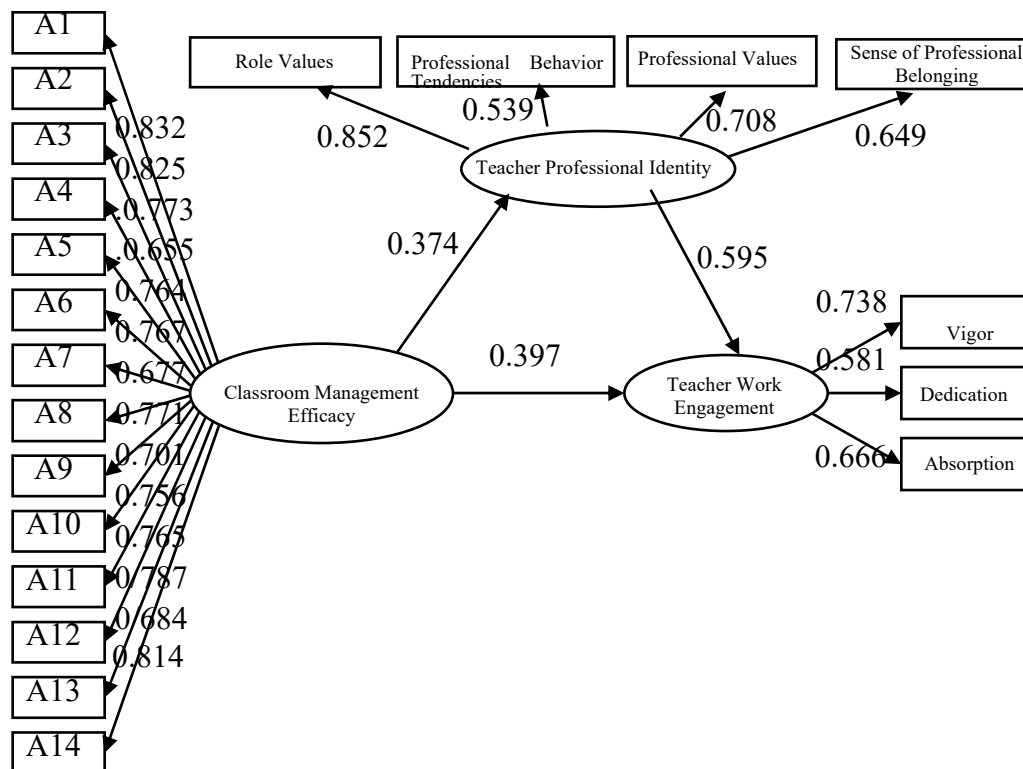 A1
A2
A3
A4
A5
A6
A7
A8
A9
A10
A11
A12
A13
A14
0.832
0.825
.0.773
.0.655
0.764
0.767
0.677
0.771
0.701
0.756
0.765
0.787
0.684
0.814
Classroom Management
Efficacy
Role Values
Professional Behavior
Tendencies
Professional Values
Sense of Professional
Belonging
0.852
0.539
0.708
0.649
Teacher Professional Identity
0.374
0.595
0.397
Teacher Work
Engagement
0.738
0.581
0.666
Vigor
Dedication
Absorption